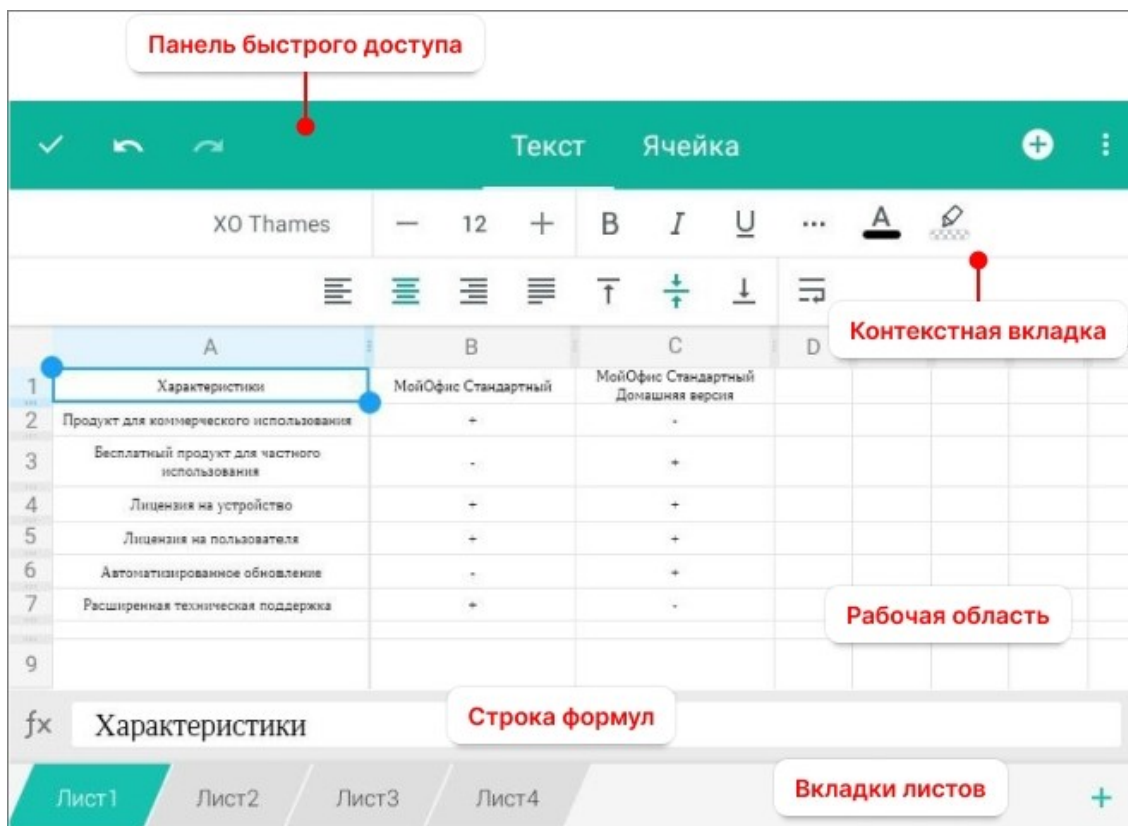 Панель быстрого доступа
Текст Ячейка
XO Thames — 12 + B I U ... A
Контекстная вкладка
A B C D
1 Характеристики МойОфис Стандартный МойОфис Стандартный
Домашняя версия
2 Продукт для коммерческого использования + -
3 Бесплатный продукт для частного
использования - +
4 Лицензия на устройство + +
5 Лицензия на пользователя + +
6 Автоматизированное обновление - +
7 Расширенная техническая поддержка + -
Рабочая область
9
Строка формул
fx Характеристики
Лист1 Лист2 Лист3 Лист4 Вкладки листов +